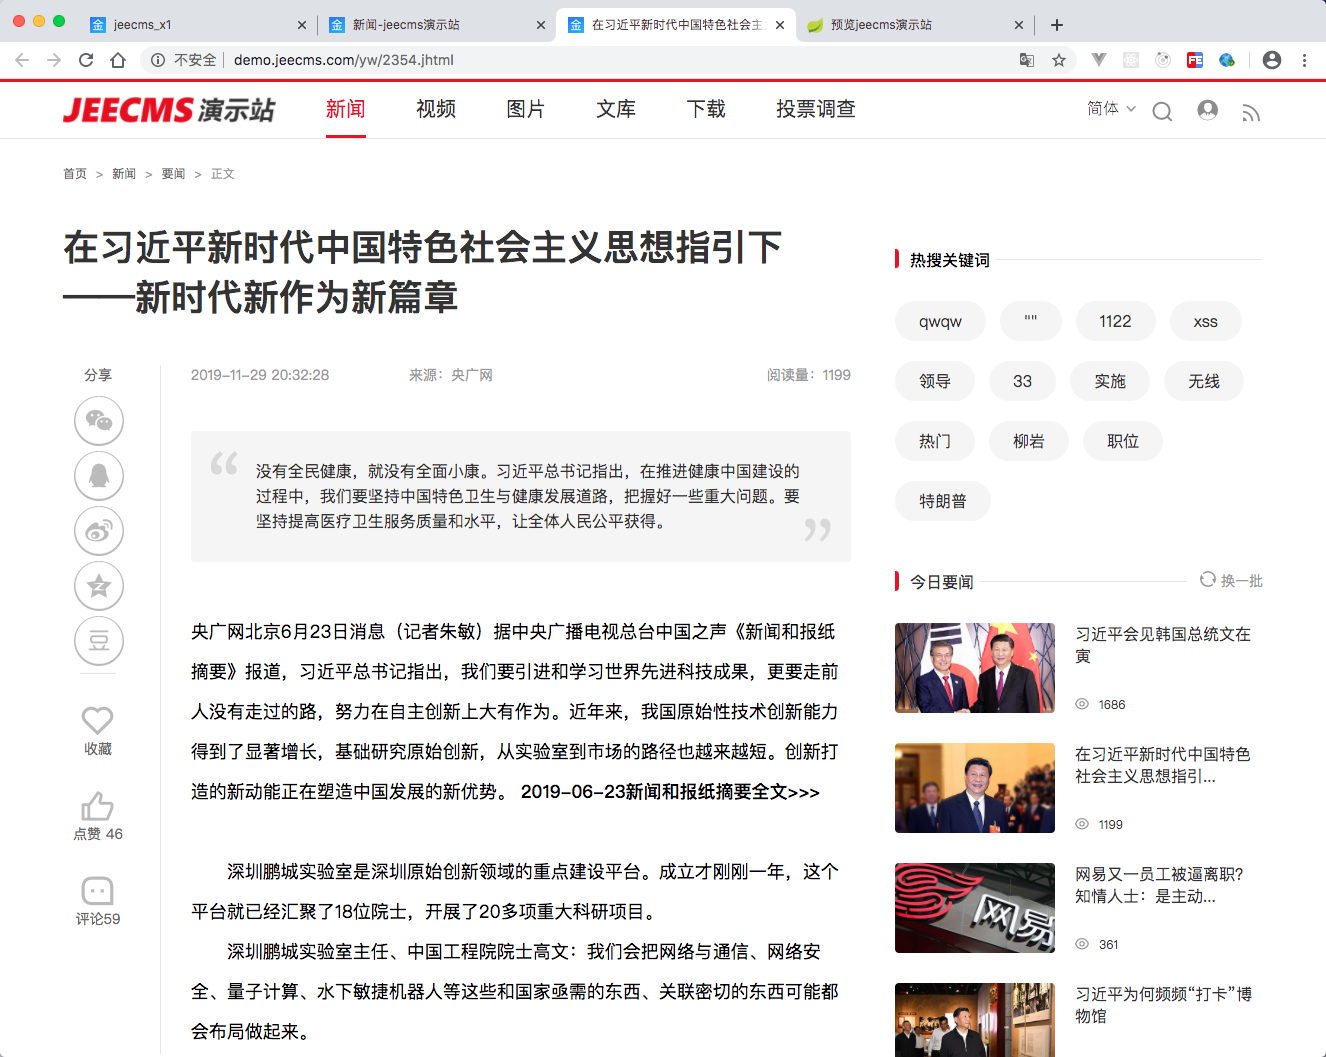 jeecms_x1
新闻-jeecms演示站
在习近平新时代中国特色社会主
预览jeecms演示站
不安全 | demo.jeecms.com/yw/2354.jhtml
JEECMS演示站
新闻 视频 图片 文库 下载 投票调查
简体
首页 > 新闻 > 要闻 > 正文
在习近平新时代中国特色社会主义思想指引下
——新时代新作为新篇章
分享
2019-11-29 20:32:28 来源：央广网 阅读量：1199
没有全民健康，就没有全面小康。习近平总书记指出，在推进健康中国建设的
过程中，我们要坚持中国特色卫生与健康发展道路，把握好一些重大问题。要
坚持提高医疗卫生服务质量和水平，让全体人民公平获得。
央广网北京6月23日消息（记者朱敏）据中央广播电视总台中国之声《新闻和报纸
摘要》报道，习近平总书记指出，我们要引进和学习世界先进科技成果，更要走前
人没有走过的路，努力在自主创新上大有作为。近年来，我国原始性技术创新能力
得到了显著增长，基础研究原始创新，从实验室到市场的路径也越来越短。创新打
造的新动能正在塑造中国发展的新优势。 2019-06-23新闻和报纸摘要全文>>>
深圳鹏城实验室是深圳原始创新领域的重点建设平台。成立才刚刚一年，这个
平台就已经汇聚了18位院士，开展了20多项重大科研项目。
深圳鹏城实验室主任、中国工程院院士高文：我们会把网络与通信、网络安
全、量子计算、水下敏捷机器人等这些和国家亟需的东西、关联密切的东西可能都
会布局做起来。
豆
收藏
点赞 46
评论59
热搜关键词
qwqw "" 1122 xss
领导 33 实施 无线
热门 柳岩 职位
特朗普
今日要闻 换一批
习近平会见韩国总统文在
寅
1686
在习近平新时代中国特色
社会主义思想指引...
1199
网易又一员工被逼离职？
知情人士：是主动...
361
网易
习近平为何频频“打卡”博
物馆
FE